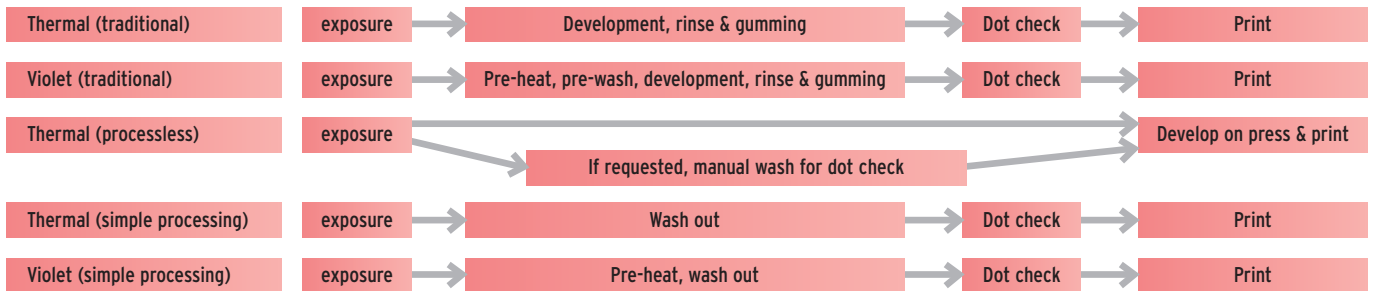 Thermal (traditional) exposure Development, rinse & gumming Dot check Print
Violet (traditional) exposure Pre-heat, pre-wash, development, rinse & gumming Dot check Print
Thermal (processless) exposure Develop on press & print
If requested, manual wash for dot check
Thermal (simple processing) exposure Wash out Dot check Print
Violet (simple processing) exposure Pre-heat, wash out Dot check Print